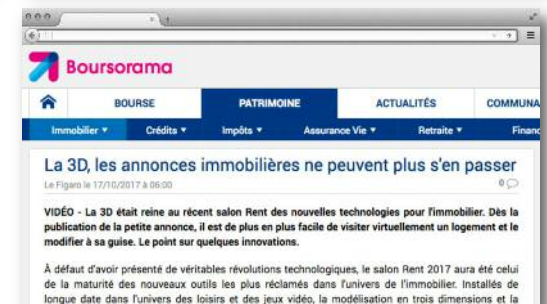 Boursorama
BOURSE PATRIMOINE ACTUALITÉS COMMUNA
Immobilier Crédits Impôts Assurance Vie Retraite Financ
La 3D, les annonces immobilières ne peuvent plus s'en passer
Le Figaro le 17/10/2017 à 06:00 0
VIDÉO - La 3D était reine au récent salon Rent des nouvelles technologies pour l'immobilier. Dès la
publication de la petite annonce, il est de plus en plus facile de visiter virtuellement un logement et le
modifier à sa guise. Le point sur quelques innovations.
À défaut d'avoir présenté de véritables révolutions technologiques, le salon Rent 2017 aura été celui
de la maturité des nouveaux outils les plus réclamés dans l'univers de l'immobilier. Installés de
longue date dans l'univers des loisirs et des jeux vidéo, la modélisation en trois dimensions et la